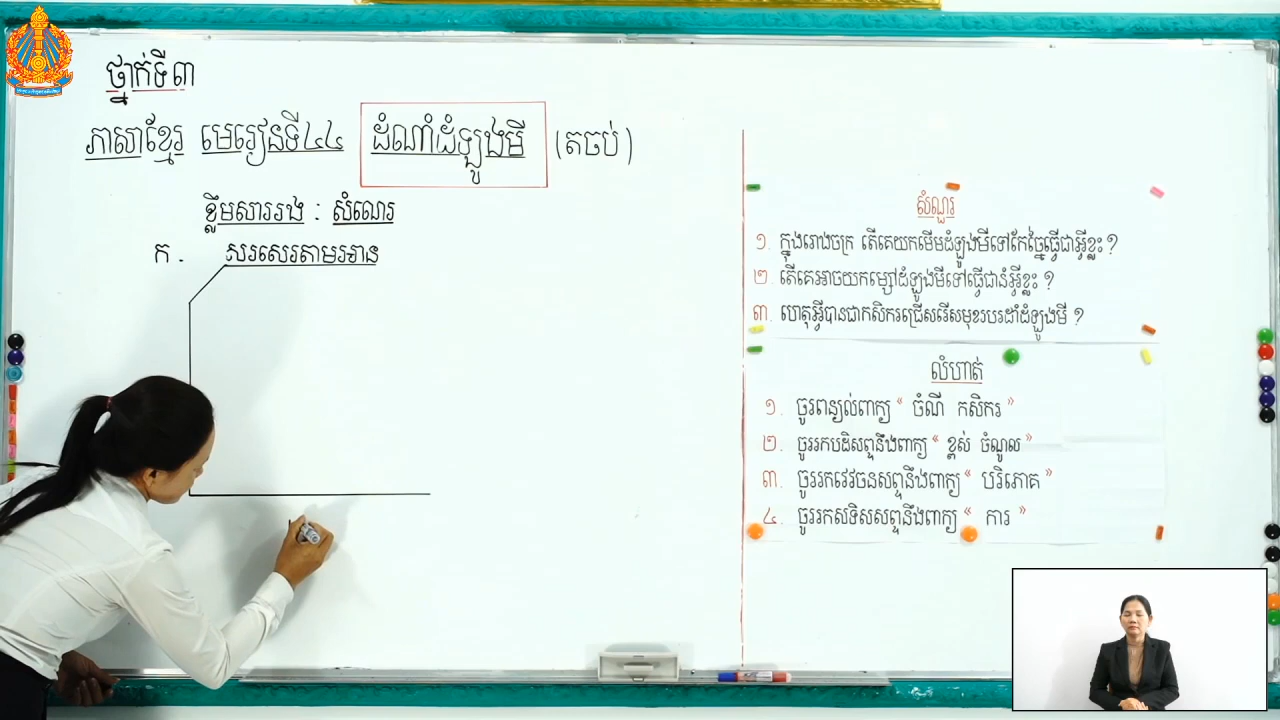 ថ្នាក់ទី៣
ភាសាខ្មែរ មេរៀនទី៤៤ ដំណាំដំឡូងមី (តចប់)
ខ្លឹមសាររង : សំណេរ
ក . សរសេរតាមអាន
សំណួរ
១. ក្នុងរោងចក្រ តើគេយកមើមដំឡូងមីទៅកែច្នៃធ្វើជាអ្វីខ្លះ ?
២. តើគេអាចយកម្សៅដំឡូងមីទៅធ្វើជានំអ្វីខ្លះ ?
៣. ហេតុអ្វីបានជាកសិករជ្រើសរើសមុខរបរដាំដំឡូងមី ?
លំហាត់
១. ចូរពន្យល់ពាក្យ « ចំណី កសិករ »
២. ចូររកបដិសព្ទនឹងពាក្យ « ខ្ពស់ ចំណូល »
៣. ចូររកវេវចនសព្ទនឹងពាក្យ « បរិភោគ »
៤. ចូររកសទិសសព្ទនឹងពាក្យ « ការ »